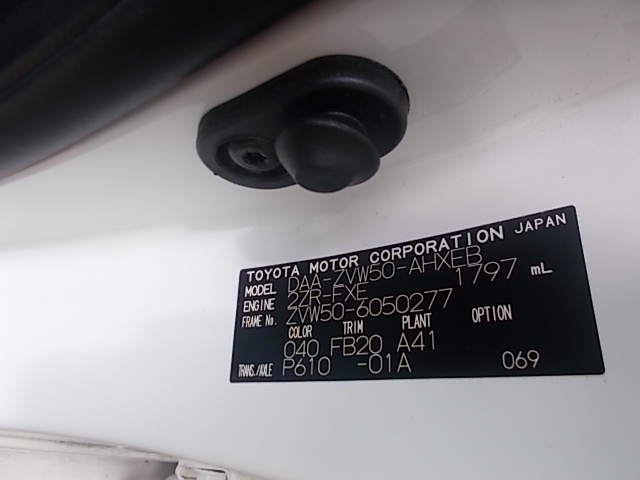 TOYOTA MOTOR CORPORATION JAPAN
MODEL DAA-ZVW50-AHXEB
ENGINE 2ZR-FXE 1797 mL
FRAME No. ZVW50-6050277
COLOR TRIM PLANT OPTION
040 FB20 A41
TRANS./AXLE P610 -01A 069